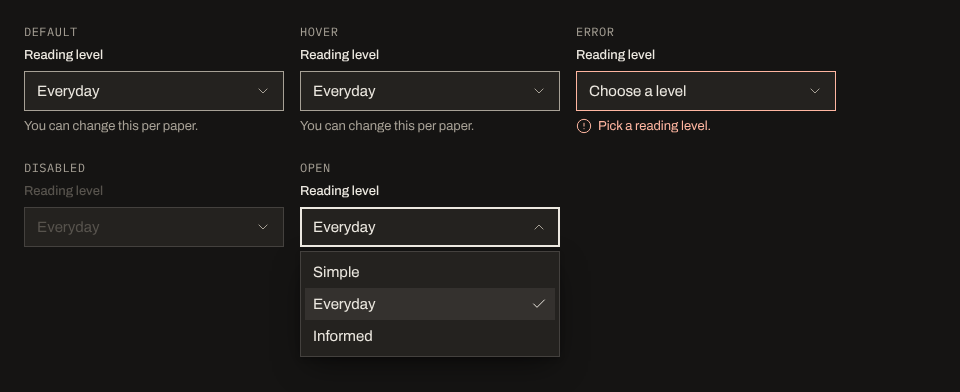 DEFAULT
Reading level
Everyday
You can change this per paper.
HOVER
Reading level
Everyday
You can change this per paper.
ERROR
Reading level
Choose a level
Pick a reading level.
DISABLED
Reading level
Everyday
OPEN
Reading level
Everyday
Simple
Everyday
Informed